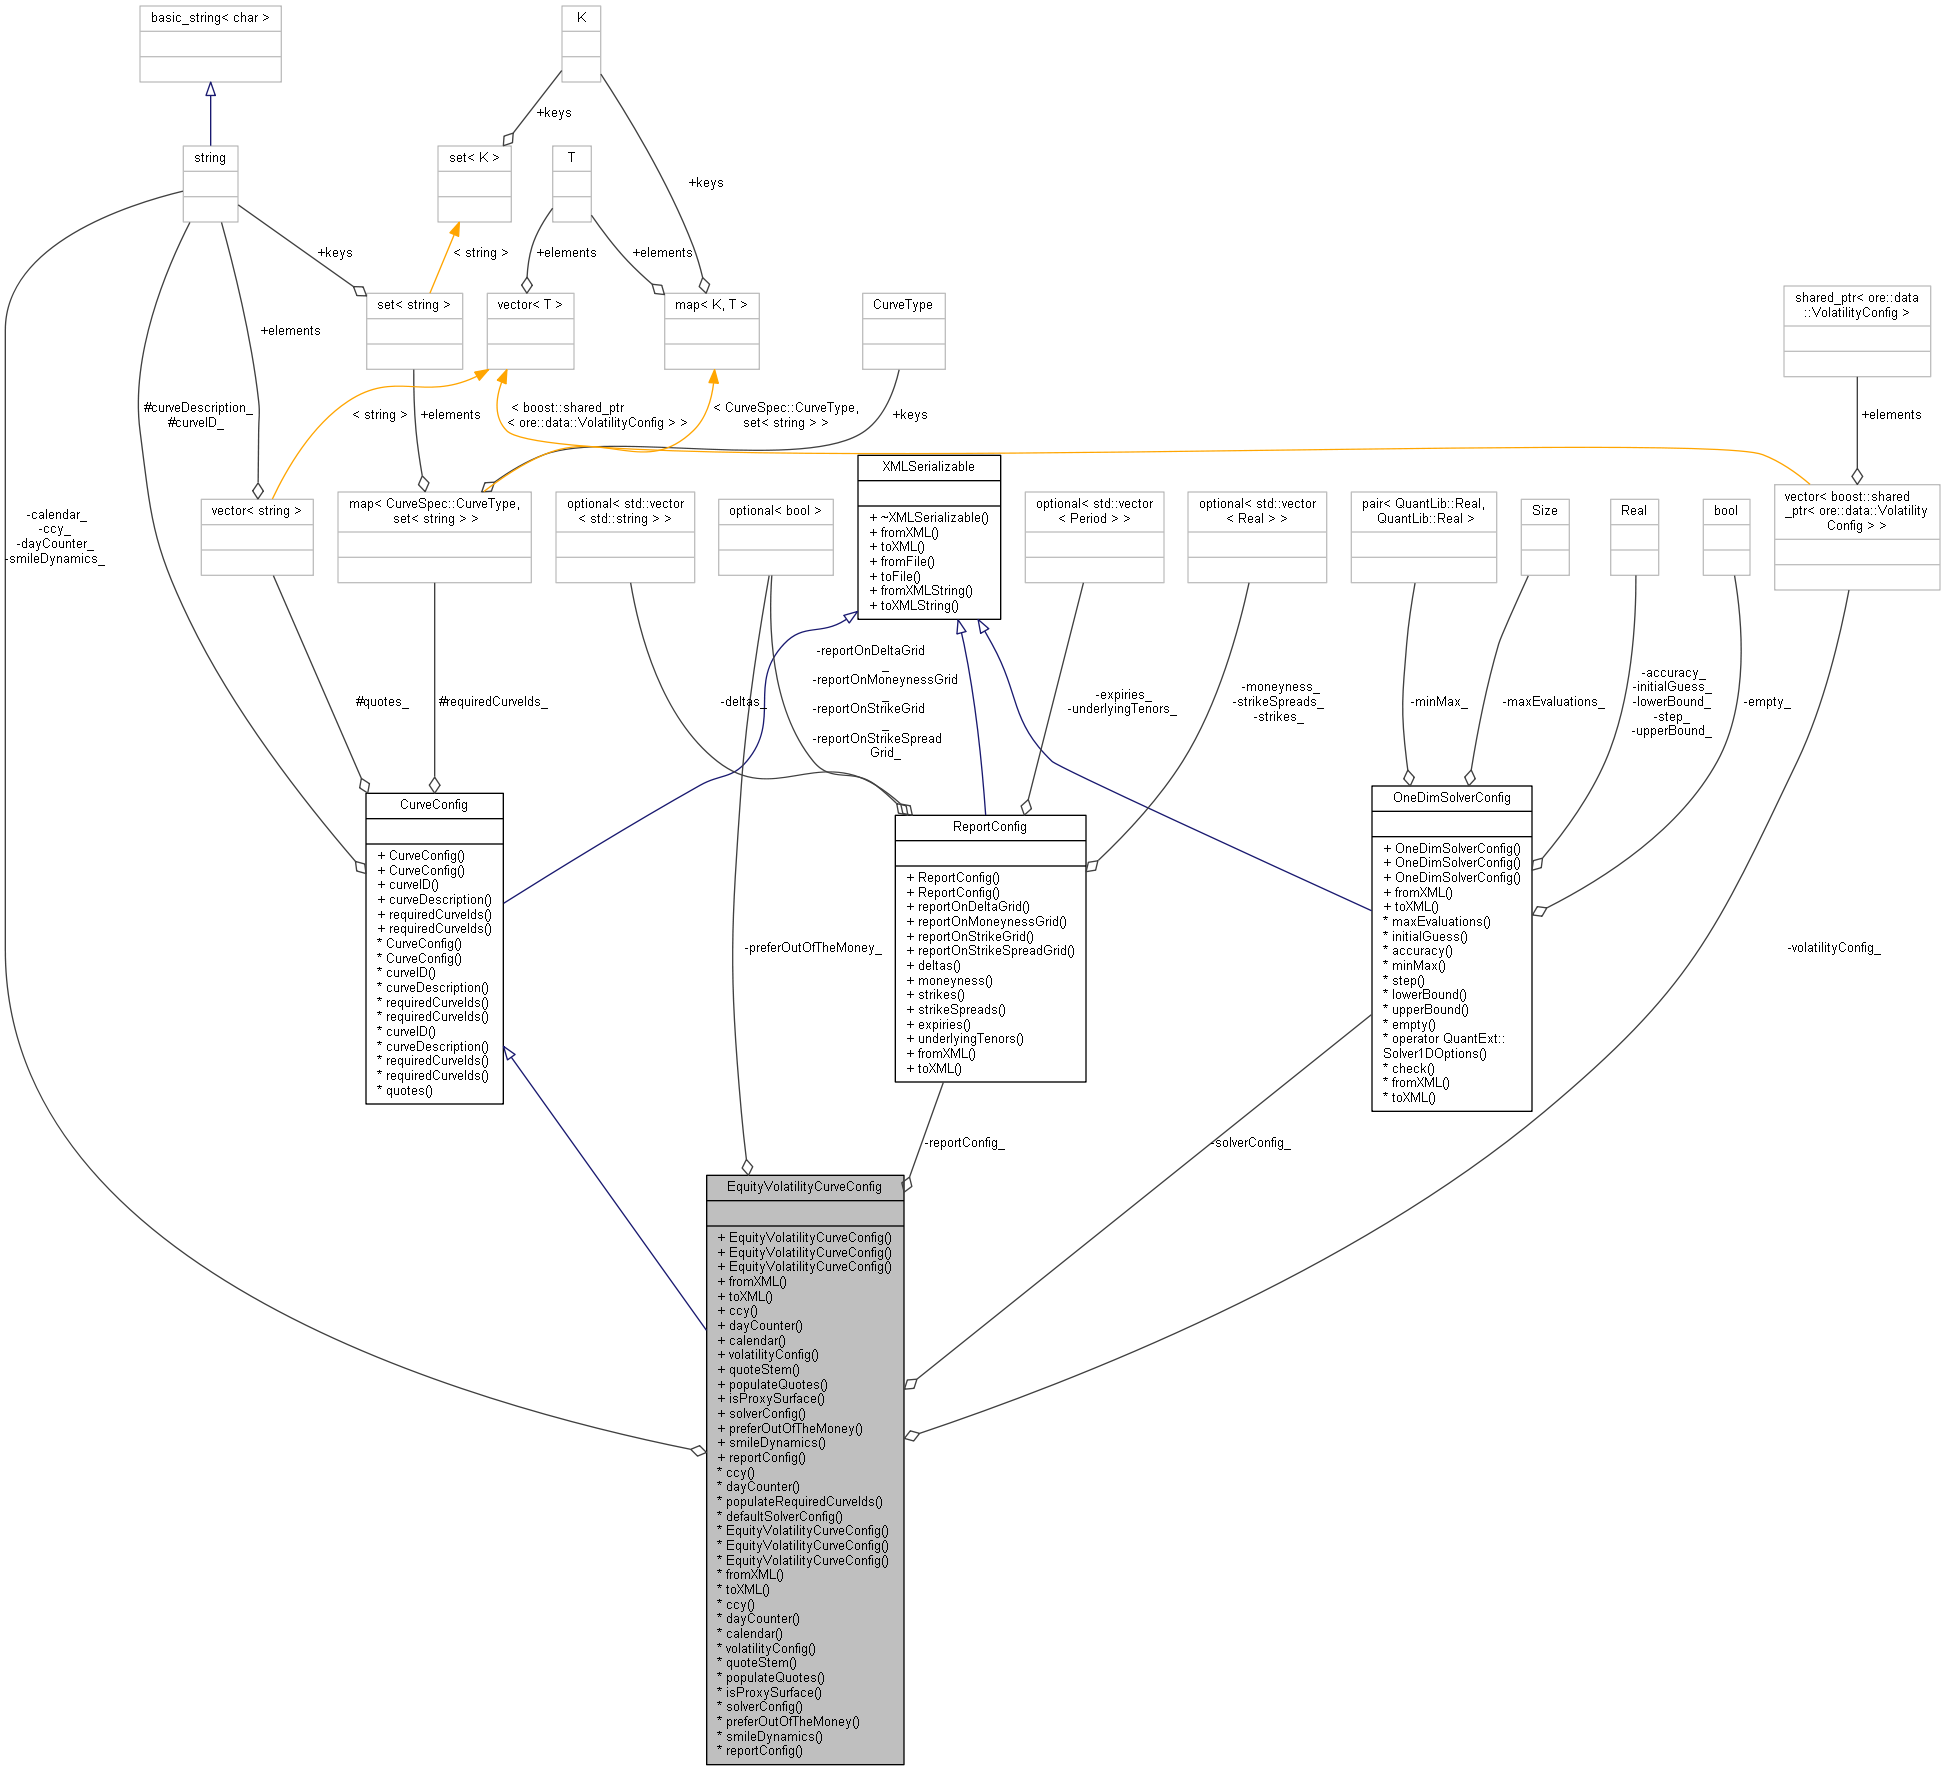 basic_string< char >
K
+keys
string
set< K >
T
+keys
+keys
< string >
+elements
+elements
shared_ptr< ore::data
::VolatilityConfig >
set< string >
vector< T >
map< K, T >
CurveType
+elements
#curveDescription_
#curveID_
< string >
+elements
< boost::shared_ptr
< ore::data::VolatilityConfig > >
< CurveSpec::CurveType,
set< string > >
+keys
+elements
-calendar_
-ccy_
-dayCounter_
-smileDynamics_
vector< string >
map< CurveSpec::CurveType,
set< string > >
optional< std::vector
< std::string > >
optional< bool >
XMLSerializable
+ ~XMLSerializable()
+ fromXML()
+ toXML()
+ fromFile()
+ toFile()
+ fromXMLString()
+ toXMLString()
optional< std::vector
< Period > >
optional< std::vector
< Real > >
pair< QuantLib::Real,
QuantLib::Real >
Size
Real
bool
vector< boost::shared
_ptr< ore::data::Volatility
Config > >
#quotes_
#requiredCurveIds_
-deltas_
-reportOnDeltaGrid
_
-reportOnMoneynessGrid
_
-reportOnStrikeGrid
_
-reportOnStrikeSpread
Grid_
-expiries_
-underlyingTenors_
-moneyness_
-strikeSpreads_
-strikes_
-minMax_
-maxEvaluations_
-accuracy_
-initialGuess_
-lowerBound_
-step_
-upperBound_
-empty_
CurveConfig
+ CurveConfig()
+ CurveConfig()
+ curveID()
+ curveDescription()
+ requiredCurveIds()
+ requiredCurveIds()
* CurveConfig()
* CurveConfig()
* curveID()
* curveDescription()
* requiredCurveIds()
* requiredCurveIds()
* curveID()
* curveDescription()
* requiredCurveIds()
* requiredCurveIds()
* quotes()
ReportConfig
+ ReportConfig()
+ ReportConfig()
+ reportOnDeltaGrid()
+ reportOnMoneynessGrid()
+ reportOnStrikeGrid()
+ reportOnStrikeSpreadGrid()
+ deltas()
+ moneyness()
+ strikes()
+ strikeSpreads()
+ expiries()
+ underlyingTenors()
+ fromXML()
+ toXML()
OneDimSolverConfig
+ OneDimSolverConfig()
+ OneDimSolverConfig()
+ OneDimSolverConfig()
+ fromXML()
+ toXML()
* maxEvaluations()
* initialGuess()
* accuracy()
* minMax()
* step()
* lowerBound()
* upperBound()
* empty()
* operator QuantExt::
Solver1DOptions()
* check()
* fromXML()
* toXML()
-preferOutOfTheMoney_
-volatilityConfig_
-reportConfig_
-solverConfig_
EquityVolatilityCurveConfig
+ EquityVolatilityCurveConfig()
+ EquityVolatilityCurveConfig()
+ EquityVolatilityCurveConfig()
+ fromXML()
+ toXML()
+ ccy()
+ dayCounter()
+ calendar()
+ volatilityConfig()
+ quoteStem()
+ populateQuotes()
+ isProxySurface()
+ solverConfig()
+ preferOutOfTheMoney()
+ smileDynamics()
+ reportConfig()
* ccy()
* dayCounter()
* populateRequiredCurveIds()
* defaultSolverConfig()
* EquityVolatilityCurveConfig()
* EquityVolatilityCurveConfig()
* EquityVolatilityCurveConfig()
* fromXML()
* toXML()
* ccy()
* dayCounter()
* calendar()
* volatilityConfig()
* quoteStem()
* populateQuotes()
* isProxySurface()
* solverConfig()
* preferOutOfTheMoney()
* smileDynamics()
* reportConfig()